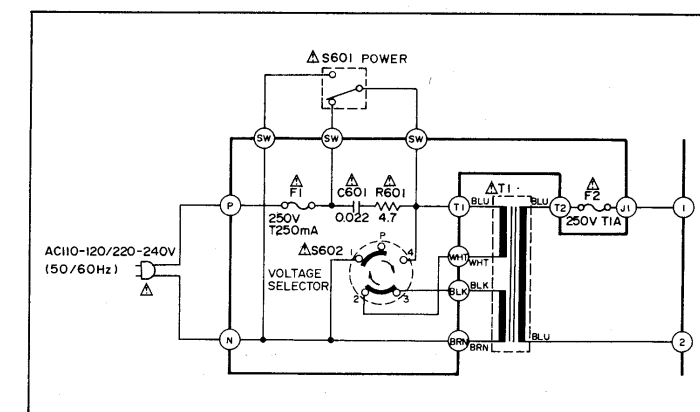 ⚠ S601 POWER
SW SW SW
⚠ F1 ⚠ C601 ⚠ R601 ⚠ T1 ⚠ F2
P T1 BLU BLU T2 J1 1
250V 0.022 4.7 250V T1A
T250mA
⚠ S602 P
AC110-120/220-240V 1 4 WHT WHT
(50/60Hz) VOLTAGE BLK BLK
⚠ SELECTOR 2 3
N BRN BRN BLU 2